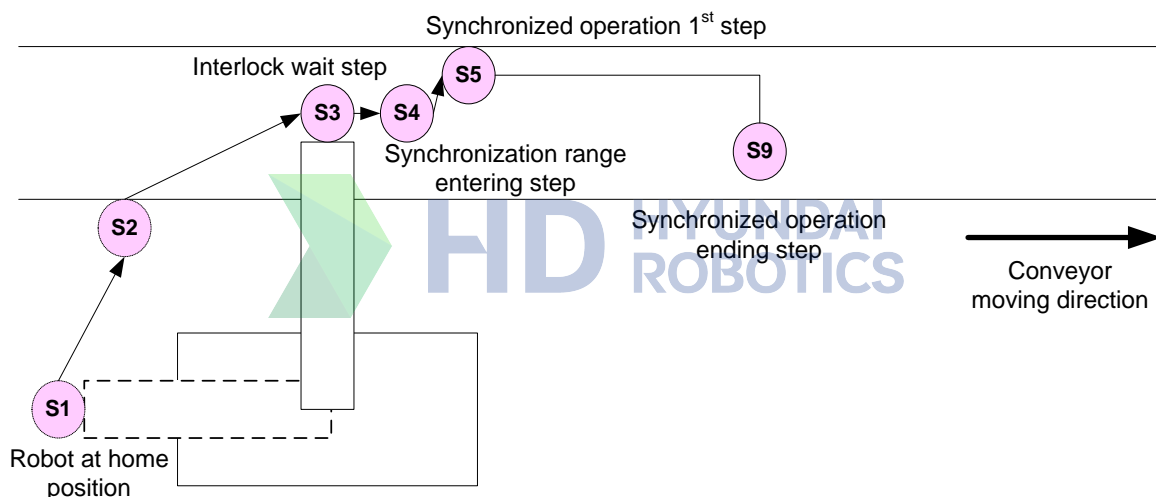 Synchronized operation 1st step
Interlock wait step
S5
S3
S4
Synchronization range
entering step
S9
S2
Synchronized operation
ending step
HD HYUNDAI
ROBOTICS
Conveyor
moving direction
S1
Robot at home
position